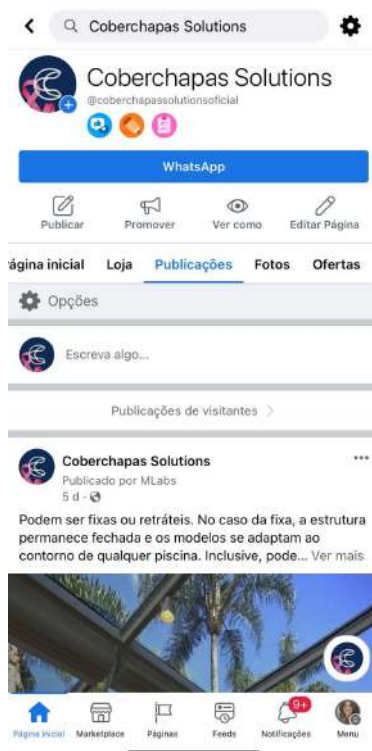 Coberchapas Solutions
Coberchapas Solutions
@coberchapassolutionsoficial
WhatsApp
Publicar
Promover
Ver como
Editar Página
ágina inicial
Loja
Publicações
Fotos
Ofertas
Opções
Escreva algo...
Publicações de visitantes
Coberchapas Solutions
Publicado por MLabs
5 d
Podem ser fixas ou retráteis. No caso da fixa, a estrutura
permanece fechada e os modelos se adaptam ao
contorno de qualquer piscina. Inclusive, pode... Ver mais
9+
Página inicial
Marketplace
Páginas
Feeds
Notificações
Menu